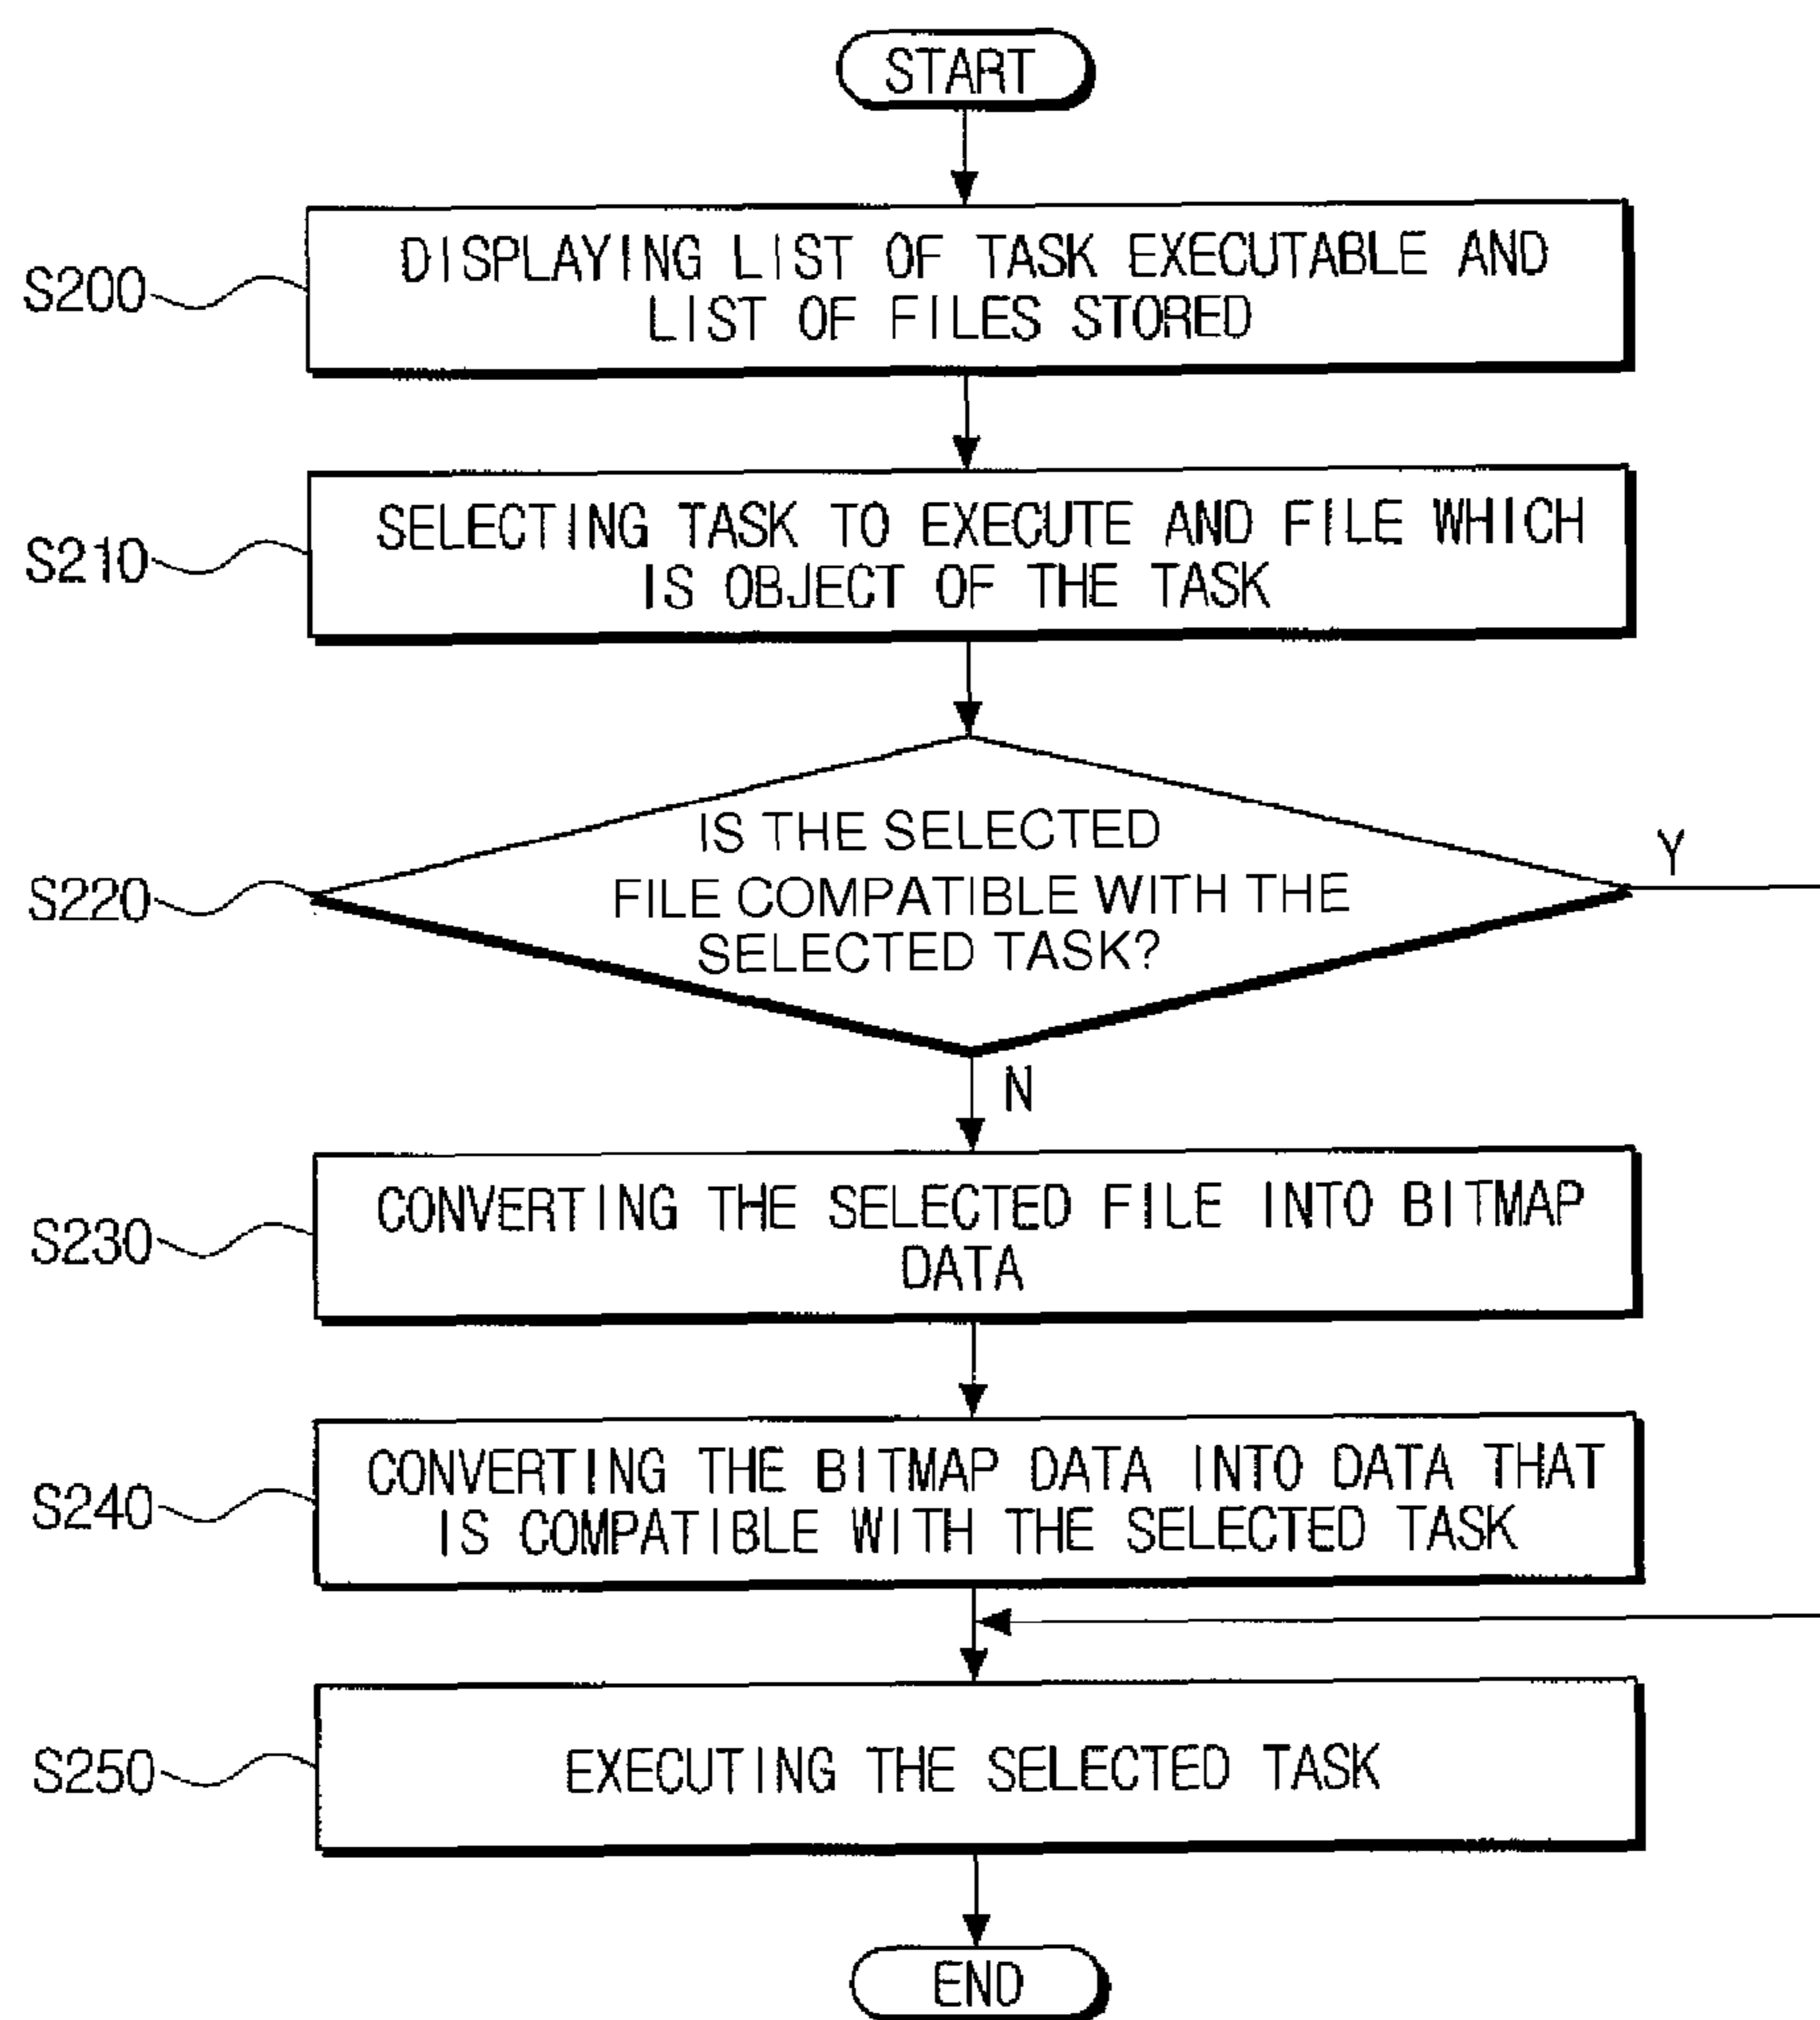 START
S200
DISPLAYING LIST OF TASK EXECUTABLE AND
LIST OF FILES STORED
S210
SELECTING TASK TO EXECUTE AND FILE WHICH
IS OBJECT OF THE TASK
S220
IS THE SELECTED
FILE COMPATIBLE WITH THE
SELECTED TASK?
Y
N
S230
CONVERTING THE SELECTED FILE INTO BITMAP
DATA
S240
CONVERTING THE BITMAP DATA INTO DATA THAT
IS COMPATIBLE WITH THE SELECTED TASK
S250
EXECUTING THE SELECTED TASK
END